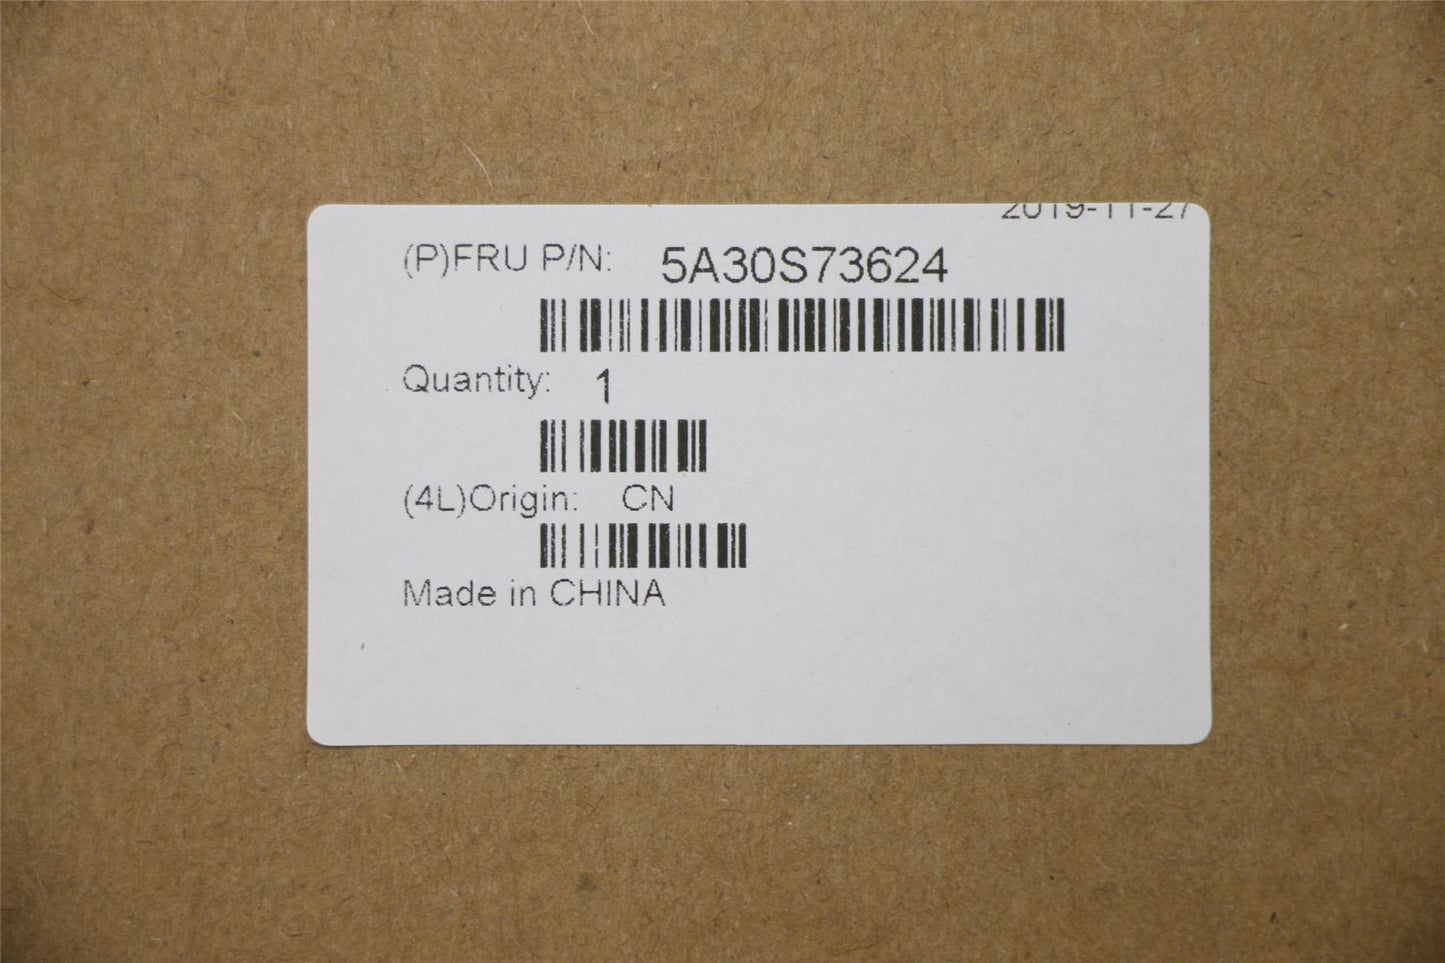 2019-11-27
(P)FRU P/N: 5A30S73624
Quantity: 1
(4L)Origin: CN
Made in CHINA